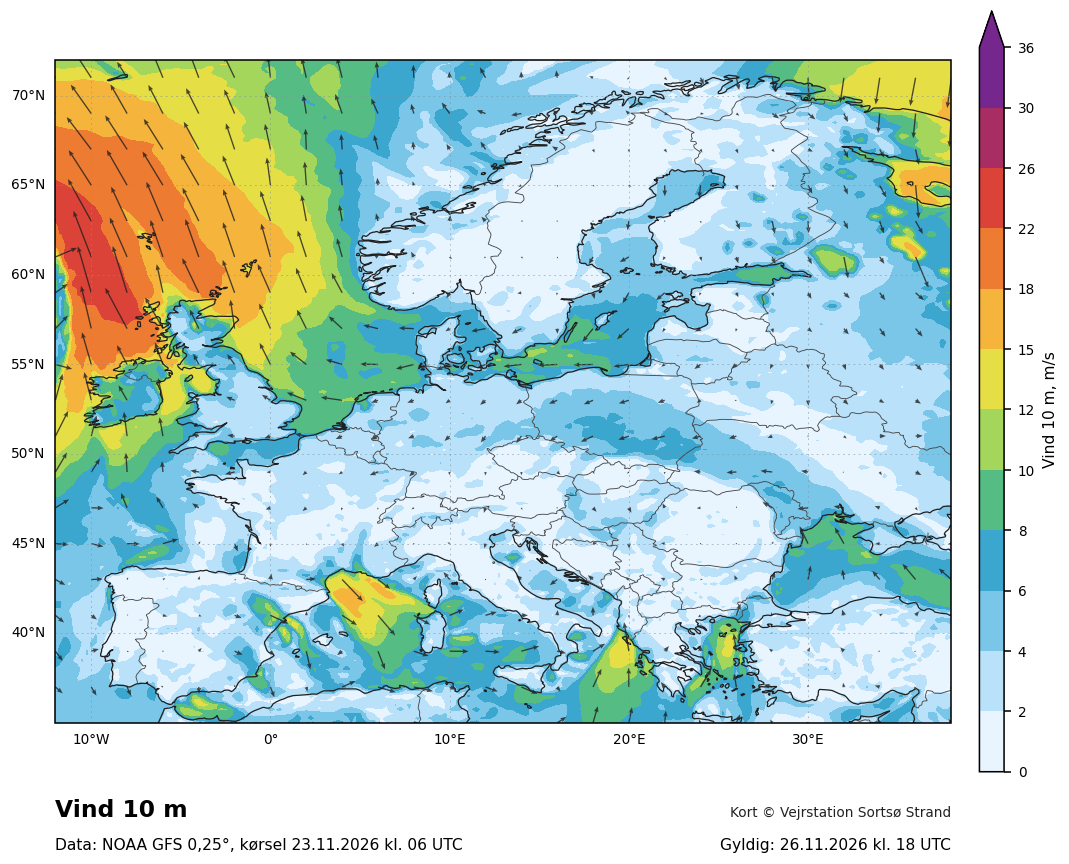 70°N
65°N
60°N
55°N
50°N
45°N
40°N
10°W
0°
10°E
20°E
30°E
36
30
26
22
18
15
12
10
8
6
4
2
0
Vind 10 m, m/s
Vind 10 m
Kort © Vejrstation Sortsø Strand
Data: NOAA GFS 0,25°, kørsel 23.11.2026 kl. 06 UTC
Gyldig: 26.11.2026 kl. 18 UTC